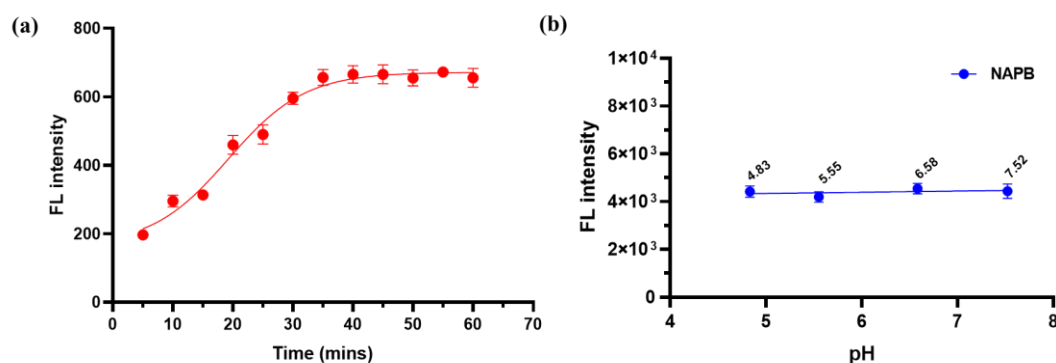 (a)
800
600
400
200
0
FL intensity
0 10 20 30 40 50 60 70
Time (mins)
(b)
1×10⁴
8×10³
6×10³
4×10³
2×10³
0
FL intensity
NAPB
4.83 5.55 6.58 7.52
4 5 6 7 8
pH